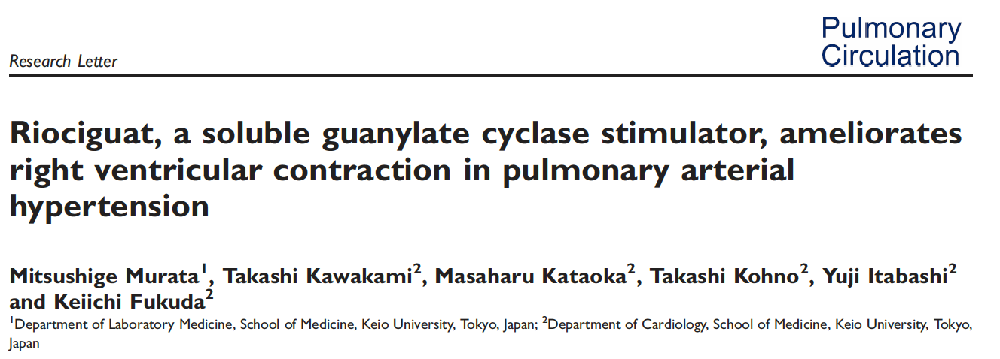 Pulmonary
Circulation
Research Letter
Riociguat, a soluble guanylate cyclase stimulator, ameliorates
right ventricular contraction in pulmonary arterial
hypertension
Mitsushige Murata¹, Takashi Kawakami², Masaharu Kataoka², Takashi Kohno², Yuji Itabashi²
and Keiichi Fukuda²
¹Department of Laboratory Medicine, School of Medicine, Keio University, Tokyo, Japan; ²Department of Cardiology, School of Medicine, Keio University, Tokyo,
Japan